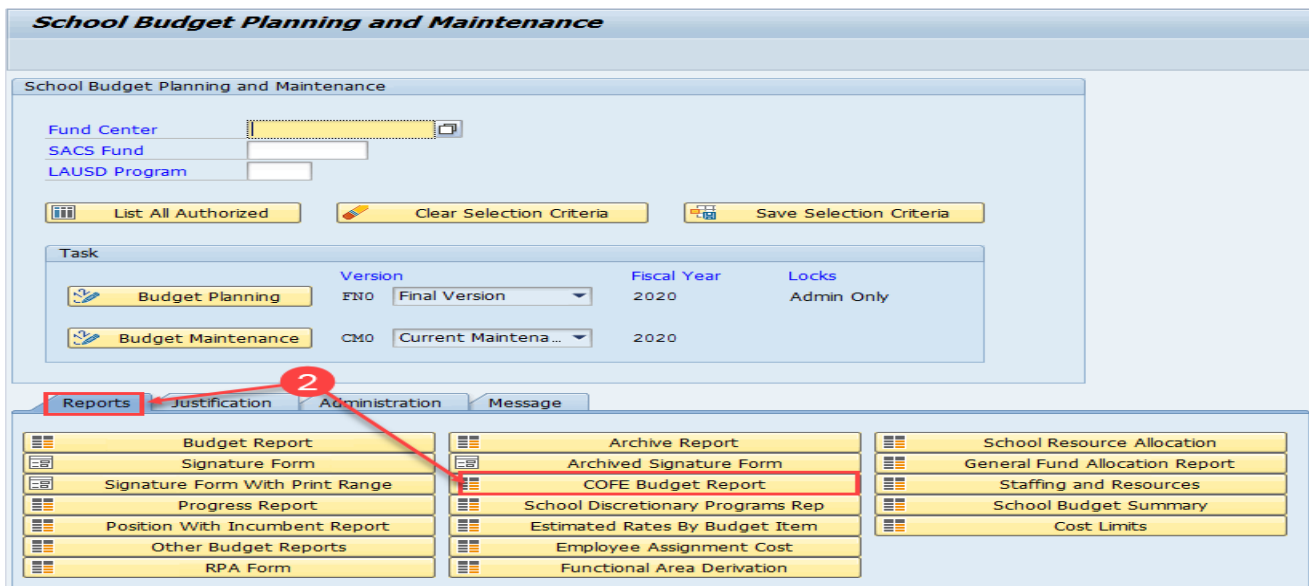 School Budget Planning and Maintenance
School Budget Planning and Maintenance
Fund Center
SACS Fund
LAUSD Program
List All Authorized Clear Selection Criteria Save Selection Criteria
Task
Version Fiscal Year Locks
Budget Planning FN0 Final Version 2020 Admin Only
Budget Maintenance CM0 Current Maintena... 2020
2
Reports Justification Administration Message
Budget Report Archive Report School Resource Allocation
Signature Form Archived Signature Form General Fund Allocation Report
Signature Form With Print Range COFE Budget Report Staffing and Resources
Progress Report School Discretionary Programs Rep School Budget Summary
Position With Incumbent Report Estimated Rates By Budget Item Cost Limits
Other Budget Reports Employee Assignment Cost
RPA Form Functional Area Derivation